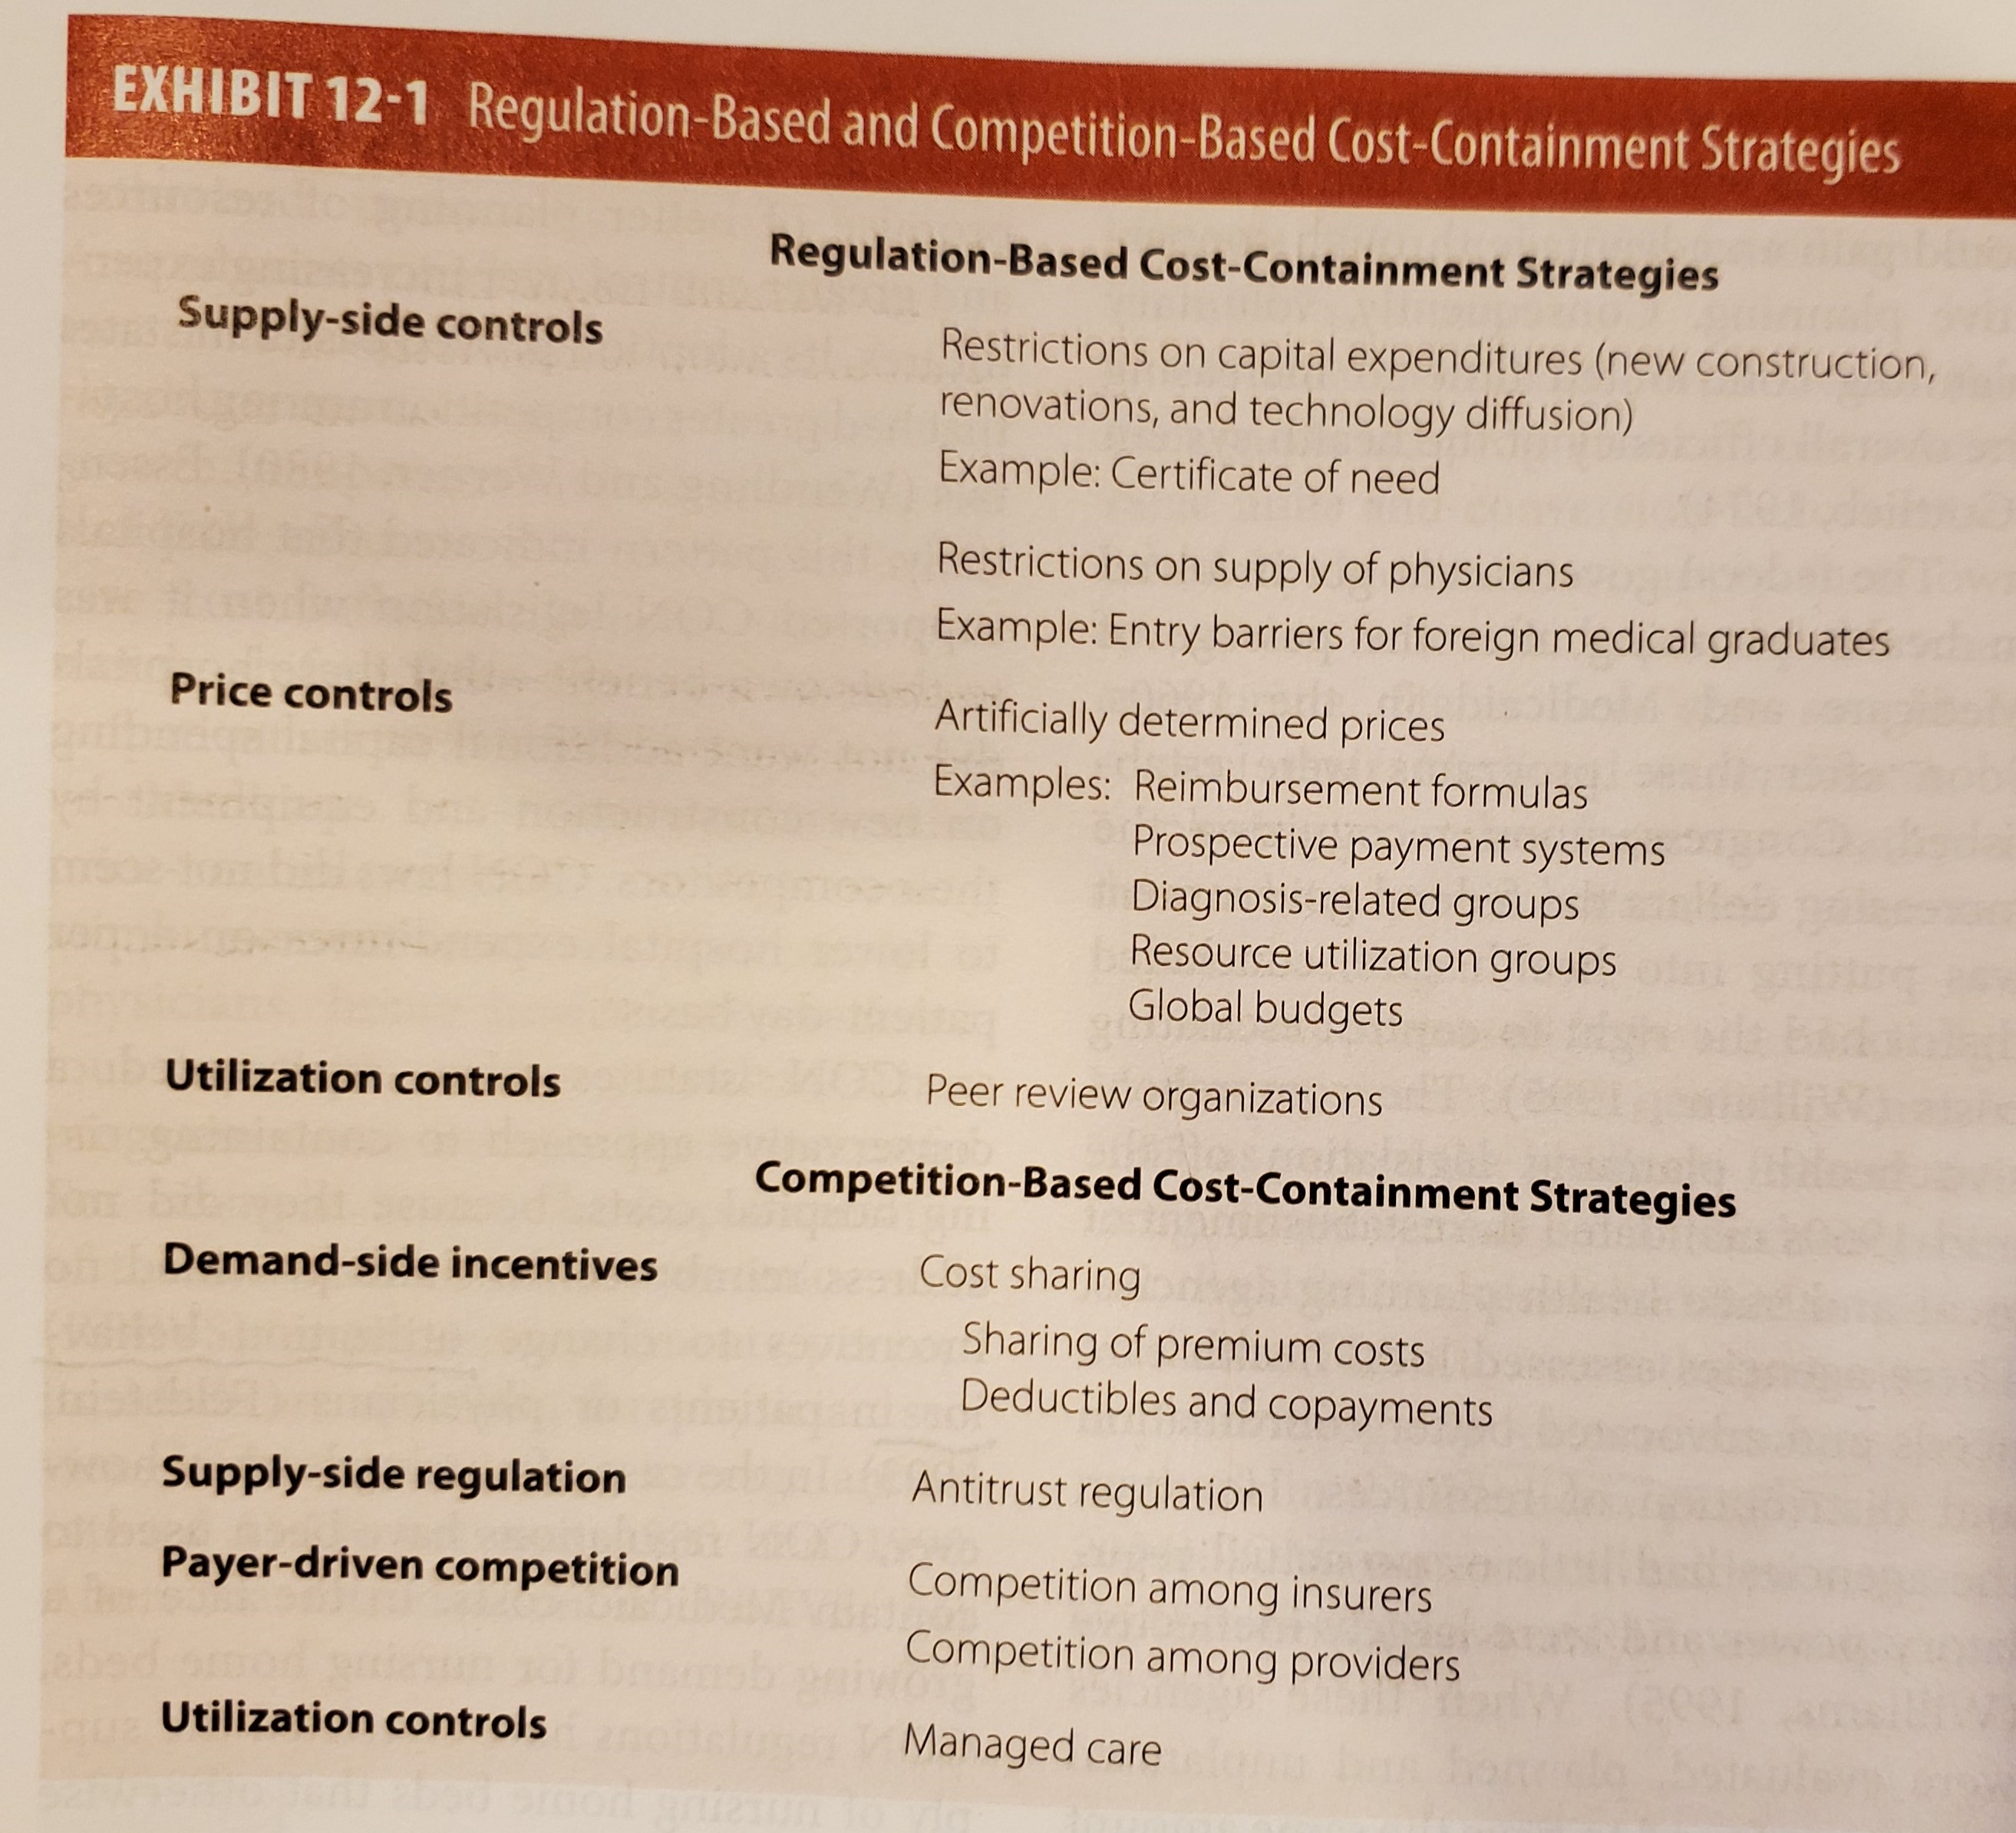 EXHIBIT 12-1 Regulation-Based and Competition-Based Cost-Containment Strategies
Regulation-Based Cost-Containment Strategies
Supply-side controls
Restrictions on capital expenditures (new construction,
renovations, and technology diffusion)
Example: Certificate of need
Restrictions on supply of physicians
Example: Entry barriers for foreign medical graduates
Price controls
Artificially determined prices
Examples: Reimbursement formulas
Prospective payment systems
Diagnosis-related groups
Resource utilization groups
Global budgets
Utilization controls
Peer review organizations
Competition-Based Cost-Containment Strategies
Demand-side incentives
Cost sharing
Sharing of premium costs
Deductibles and copayments
Supply-side regulation
Antitrust regulation
Payer-driven competition
Competition among insurers
Competition among providers
Utilization controls
Managed care